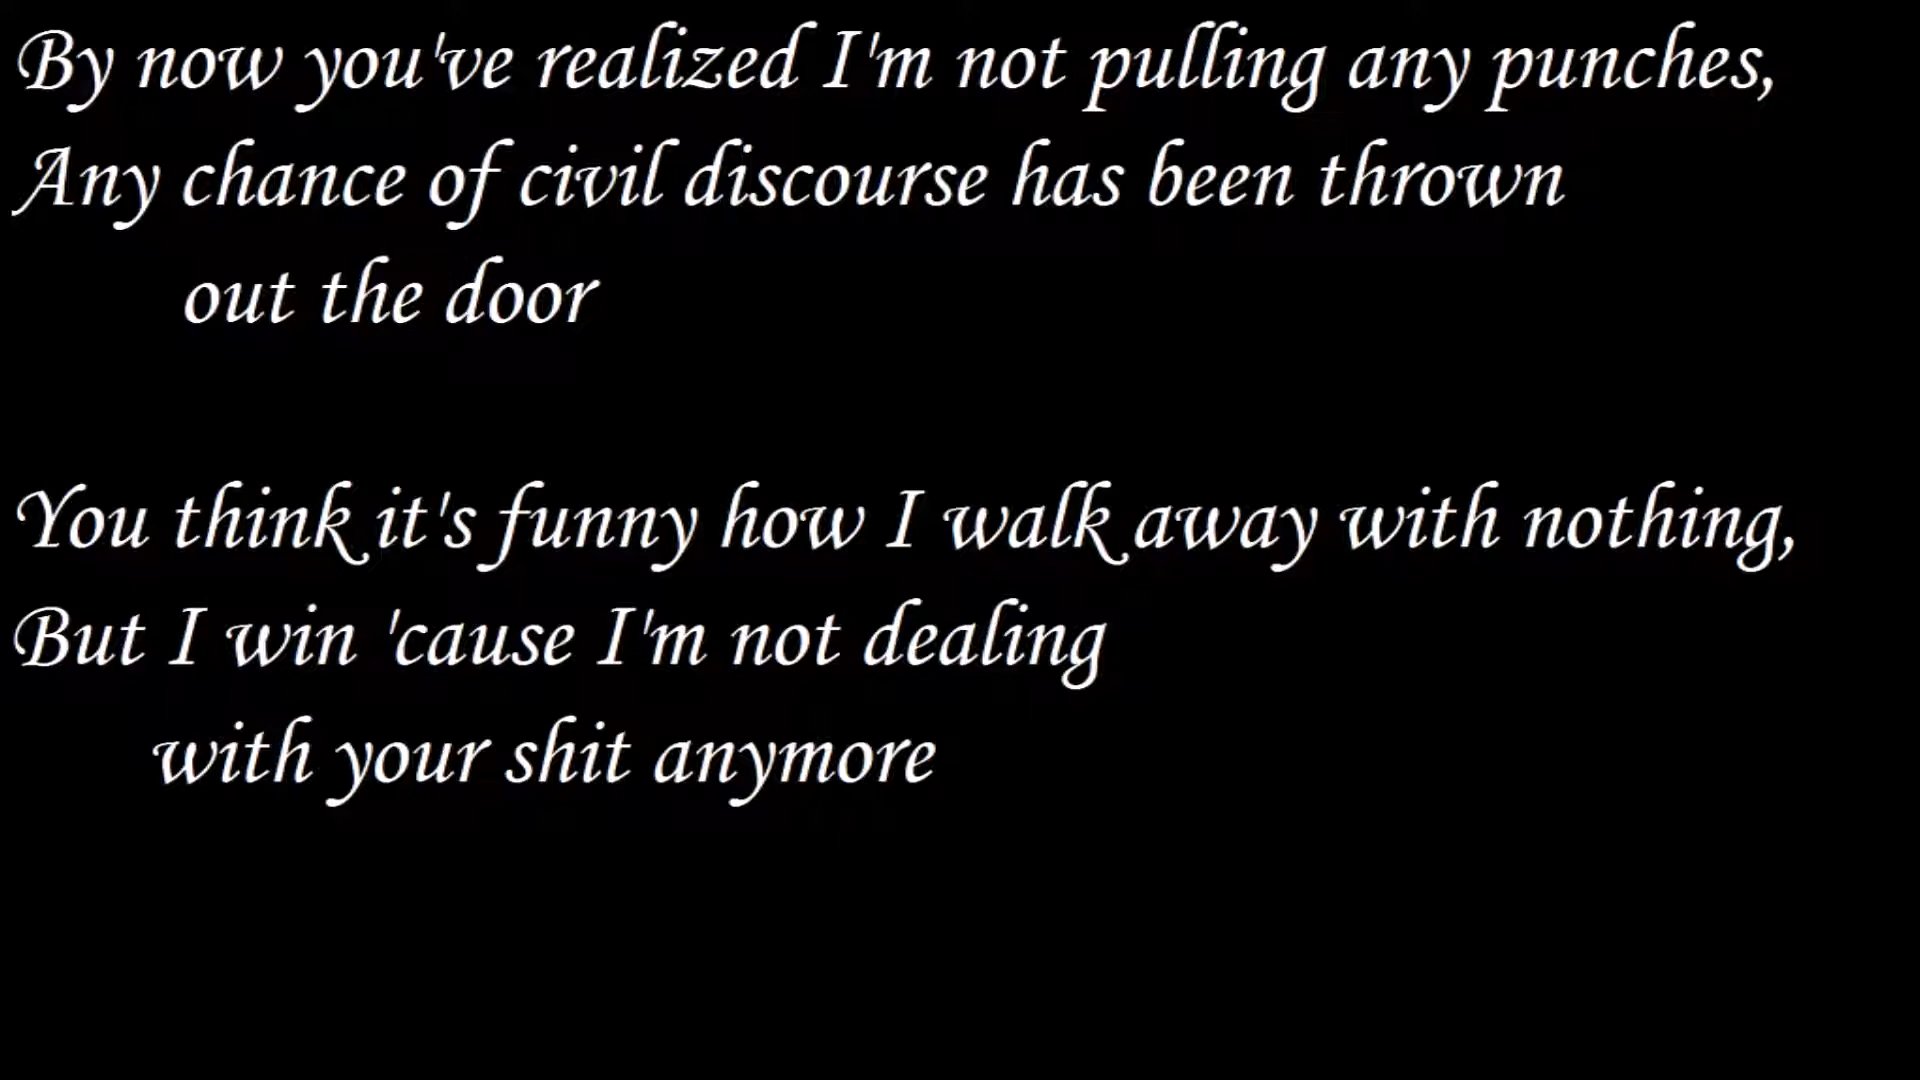 By now you've realized I'm not pulling any punches,
Any chance of civil discourse has been thrown
out the door
You think it's funny how I walk away with nothing,
But I win 'cause I'm not dealing
with your shit anymore